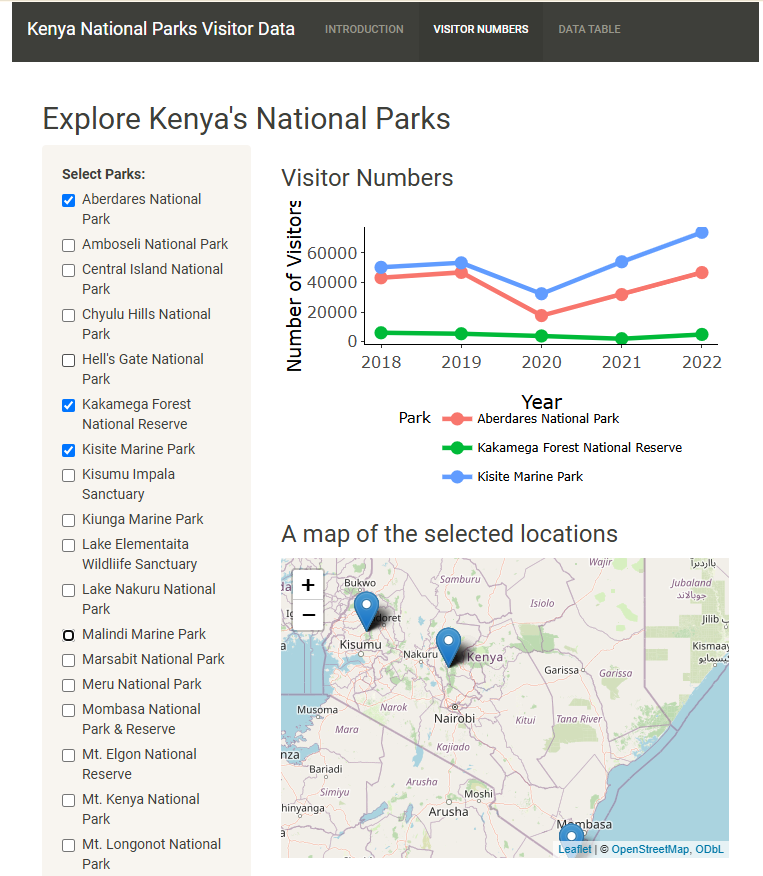 Kenya National Parks Visitor Data
INTRODUCTION
VISITOR NUMBERS
DATA TABLE
Explore Kenya's National Parks
Select Parks:
Aberdares National
Park
Amboseli National Park
Central Island National
Park
Chyulu Hills National
Park
Hell's Gate National
Park
Kakamega Forest
National Reserve
Kisite Marine Park
Kisumu Impala
Sanctuary
Kiunga Marine Park
Lake Elementaita
Wildliife Sanctuary
Lake Nakuru National
Park
Malindi Marine Park
Marsabit National Park
Meru National Park
Mombasa National
Park & Reserve
Mt. Elgon National
Reserve
Mt. Kenya National
Park
Mt. Longonot National
Park
Visitor Numbers
Number of Visitors
60000
40000
20000
0
2018 2019 2020 2021 2022
Year
Park
Aberdares National Park
Kakamega Forest National Reserve
Kisite Marine Park
A map of the selected locations
+
−
Bukwo
Samburu
Wajir
Isiolo
Jubaland
جوبالاند
Jilib
Kisumu
Nakuru
Kenya
Garissa
Garissa
Kismaayo
Musoma
Narok
Nairobi
Kitui
Tana River
Mara
Kajiado
Bariadi
Simiyu
Arusha
Moshi
Arusha
hinyanga
Mombasa
Leaflet | © OpenStreetMap, ODbL